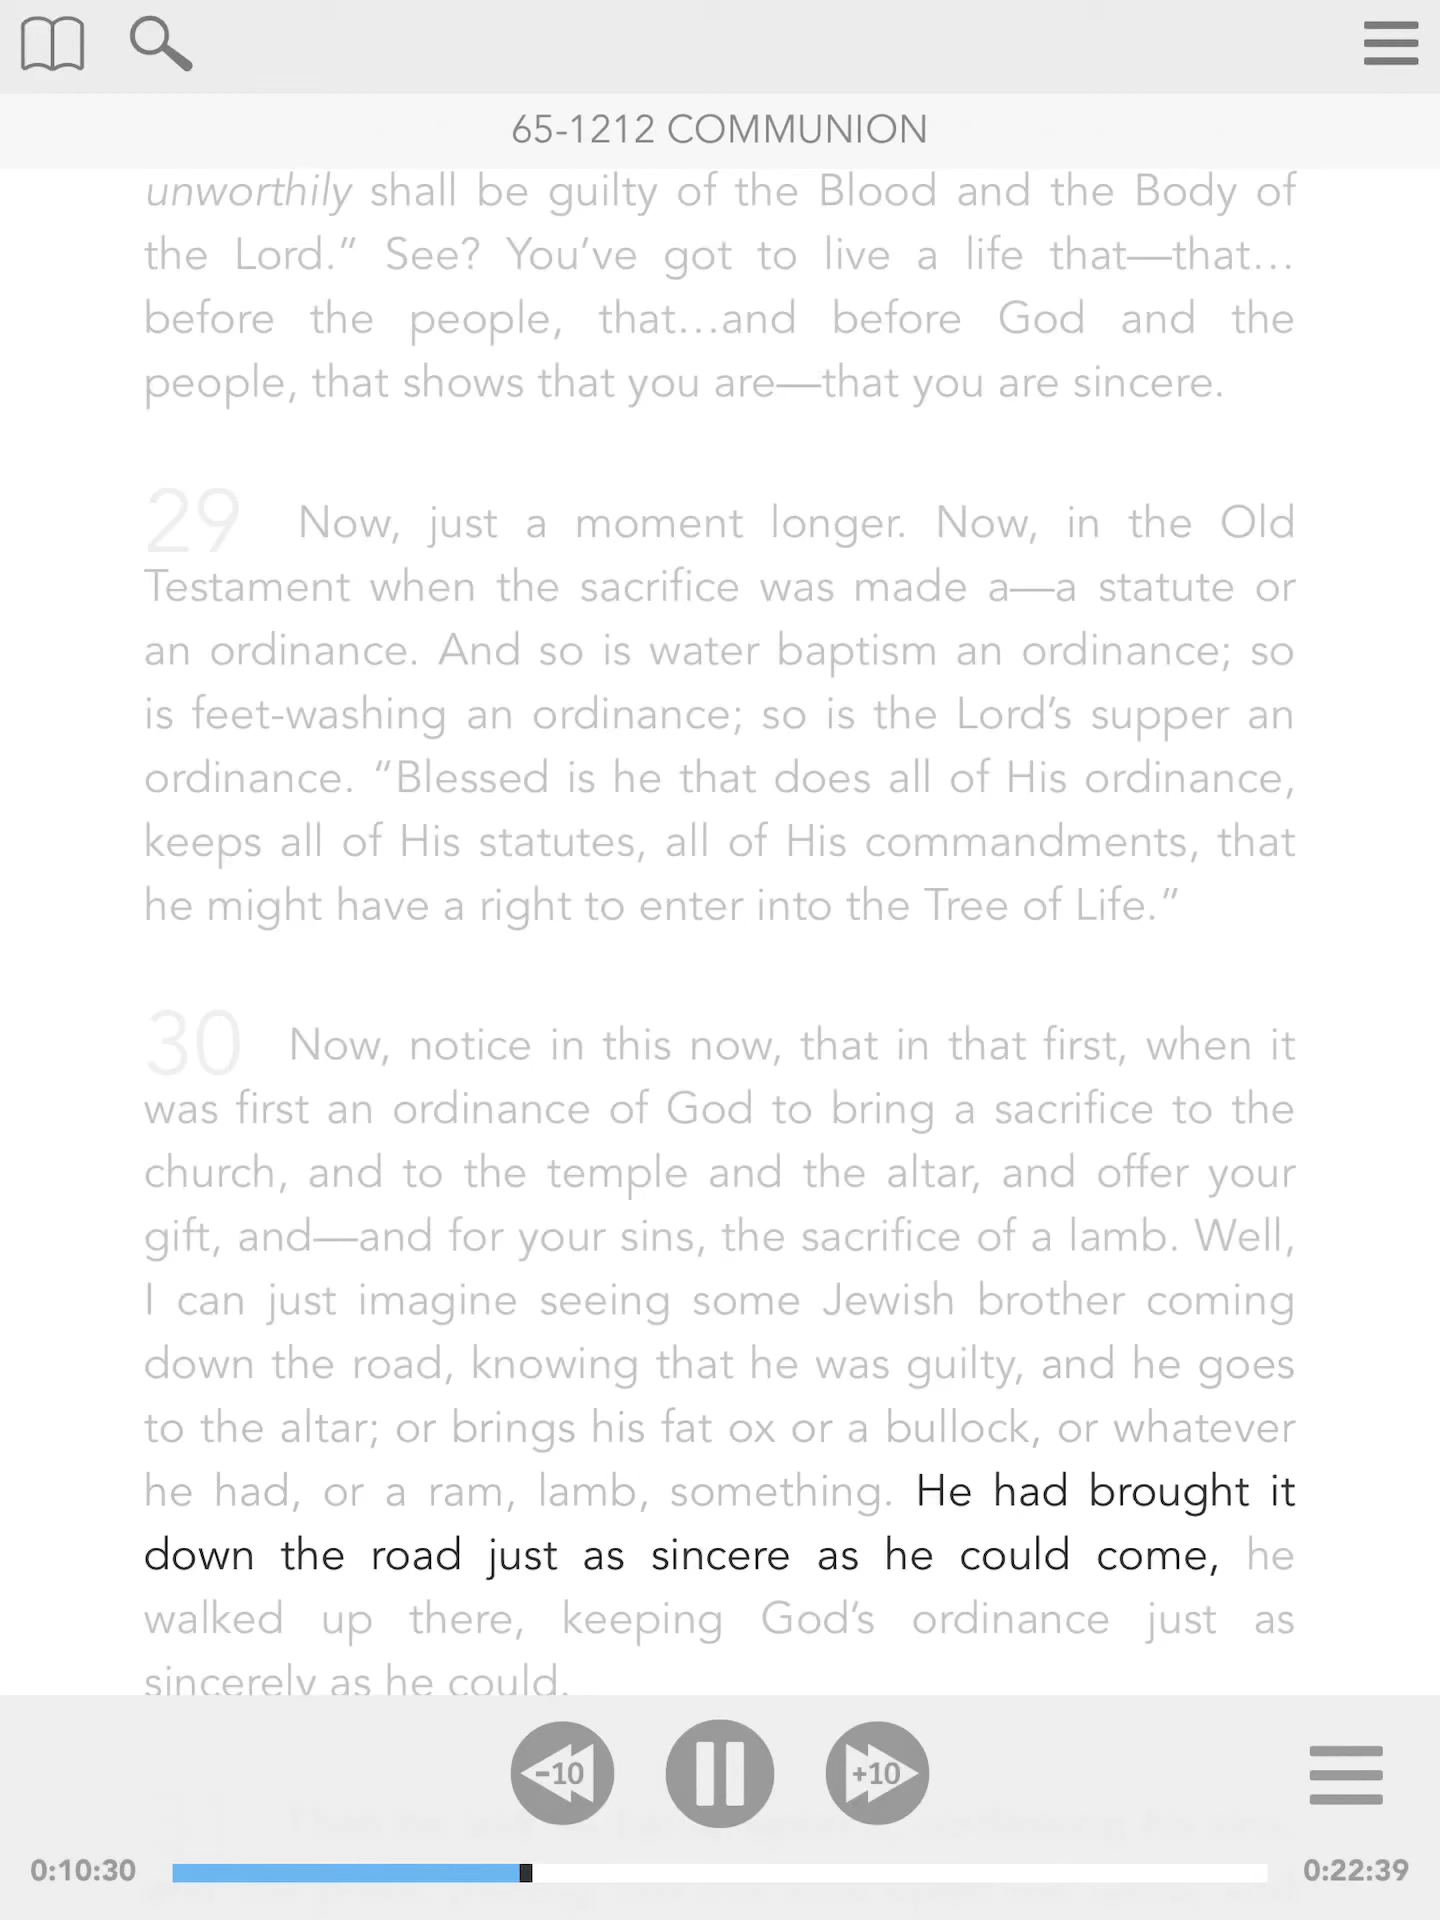 65-1212 COMMUNION
unworthily shall be guilty of the Blood and the Body of
the Lord.” See? You’ve got to live a life that—that…
before the people, that…and before God and the
people, that shows that you are—that you are sincere.
29 Now, just a moment longer. Now, in the Old
Testament when the sacrifice was made a—a statute or
an ordinance. And so is water baptism an ordinance; so
is feet-washing an ordinance; so is the Lord’s supper an
ordinance. “Blessed is he that does all of His ordinance,
keeps all of His statutes, all of His commandments, that
he might have a right to enter into the Tree of Life.”
30 Now, notice in this now, that in that first, when it
was first an ordinance of God to bring a sacrifice to the
church, and to the temple and the altar, and offer your
gift, and—and for your sins, the sacrifice of a lamb. Well,
I can just imagine seeing some Jewish brother coming
down the road, knowing that he was guilty, and he goes
to the altar; or brings his fat ox or a bullock, or whatever
he had, or a ram, lamb, something. He had brought it
down the road just as sincere as he could come, he
walked up there, keeping God’s ordinance just as
sincerely as he could.
-10 +10
0:10:30 0:22:39